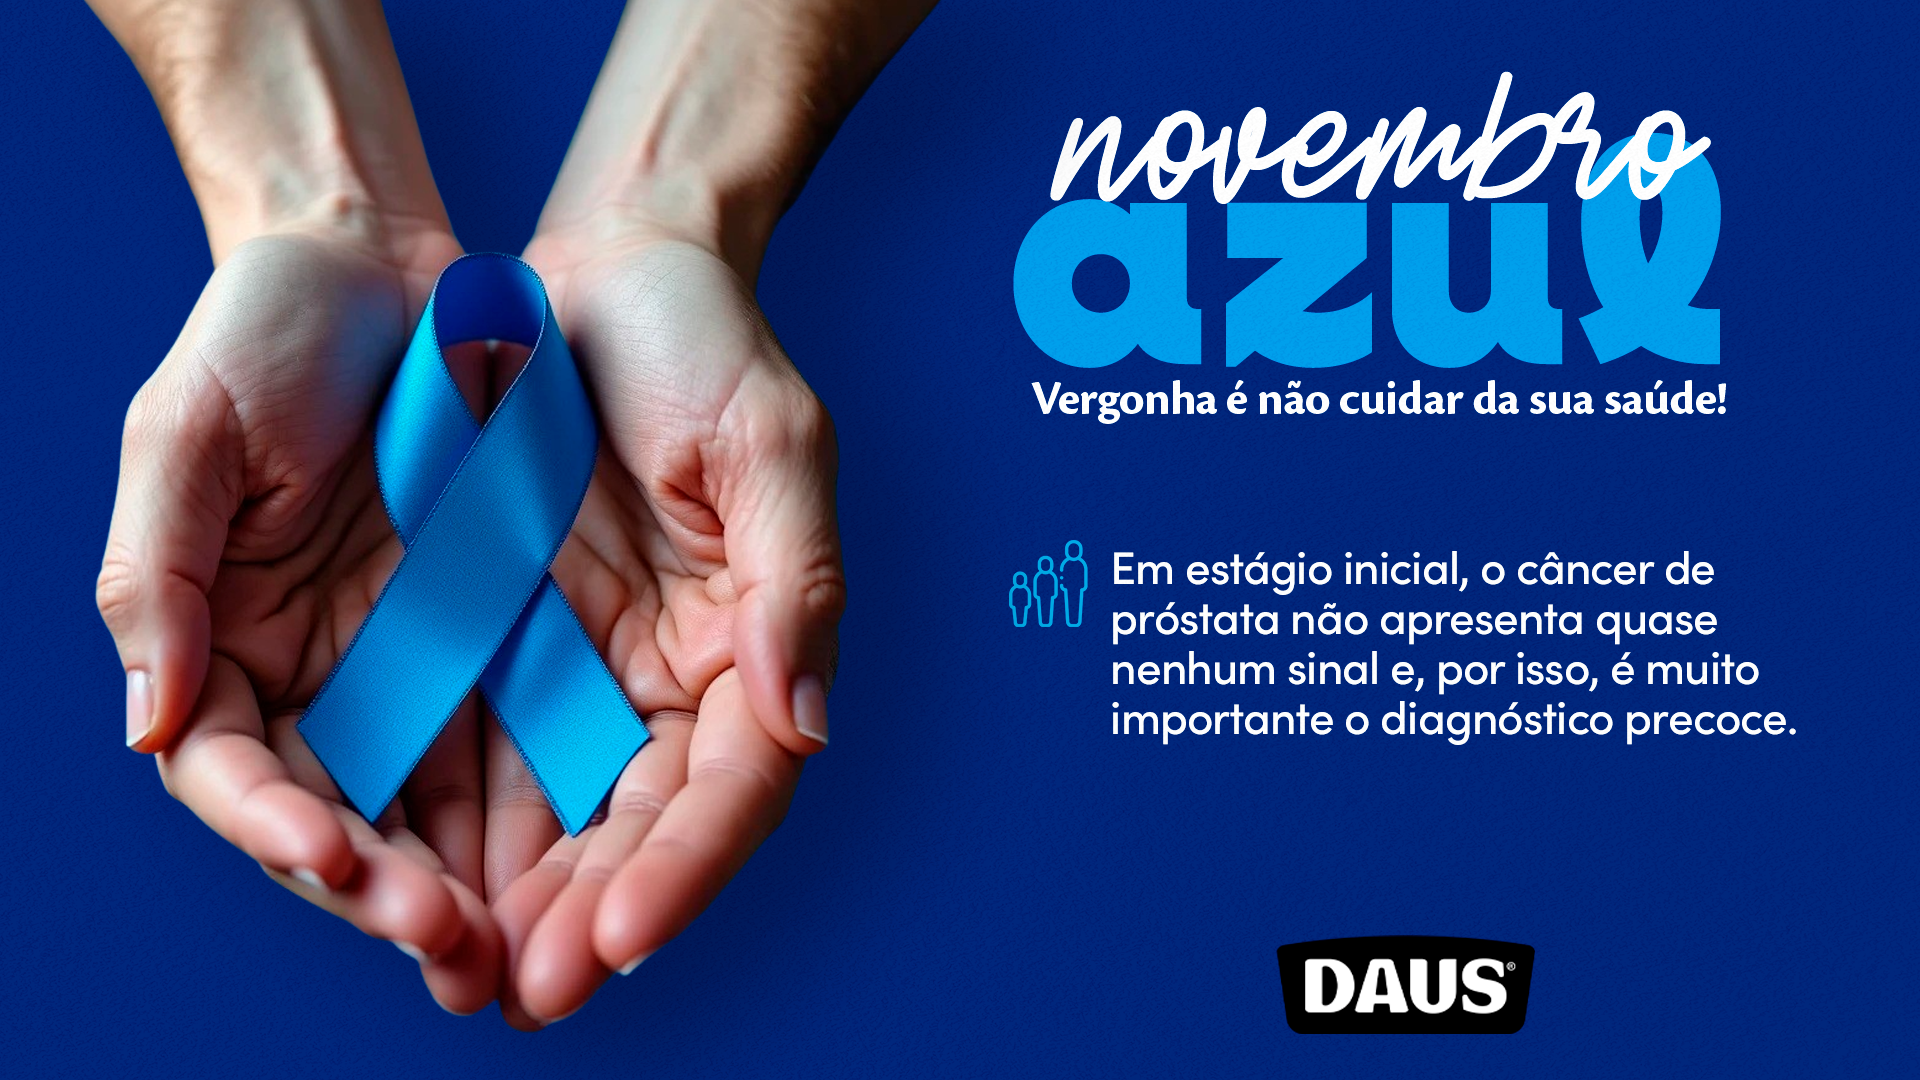 novembro
azul
Vergonha é não cuidar da sua saúde!
Em estágio inicial, o câncer de
próstata não apresenta quase
nenhum sinal e, por isso, é muito
importante o diagnóstico precoce.
DAUS®